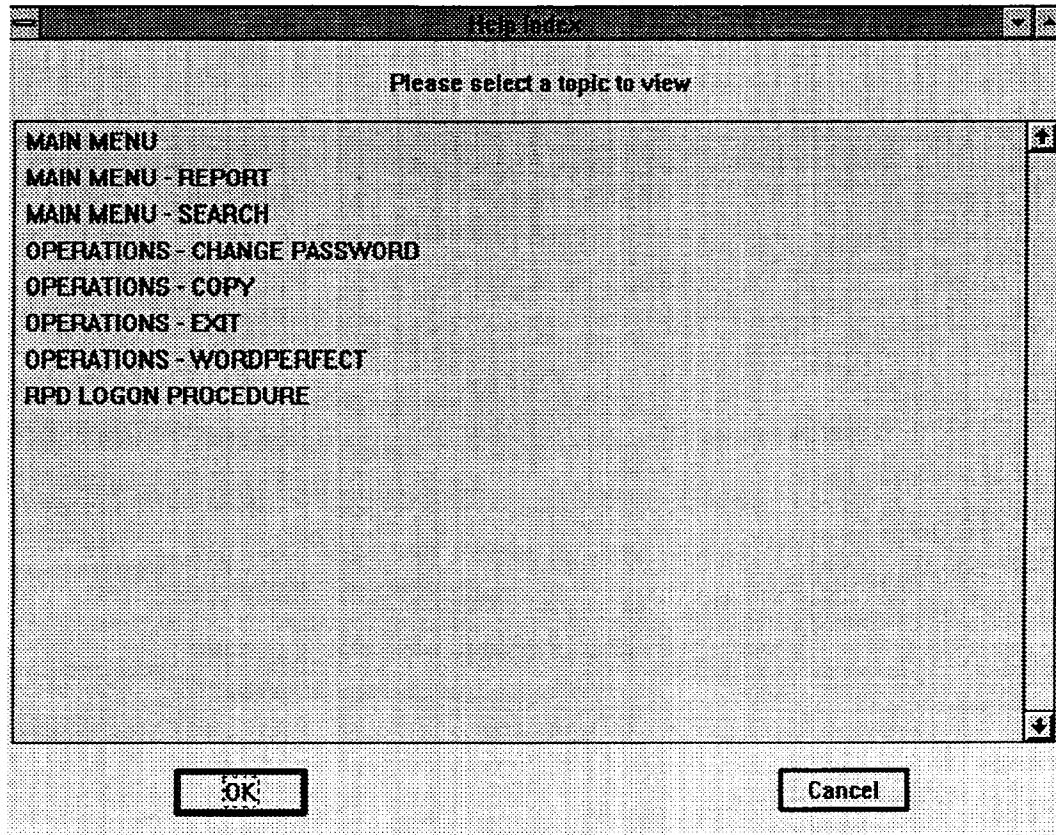 Help Index
Please select a topic to view
MAIN MENU
MAIN MENU - REPORT
MAIN MENU - SEARCH
OPERATIONS - CHANGE PASSWORD
OPERATIONS - COPY
OPERATIONS - EXIT
OPERATIONS - WORDPERFECT
RPD LOGON PROCEDURE
OK
Cancel